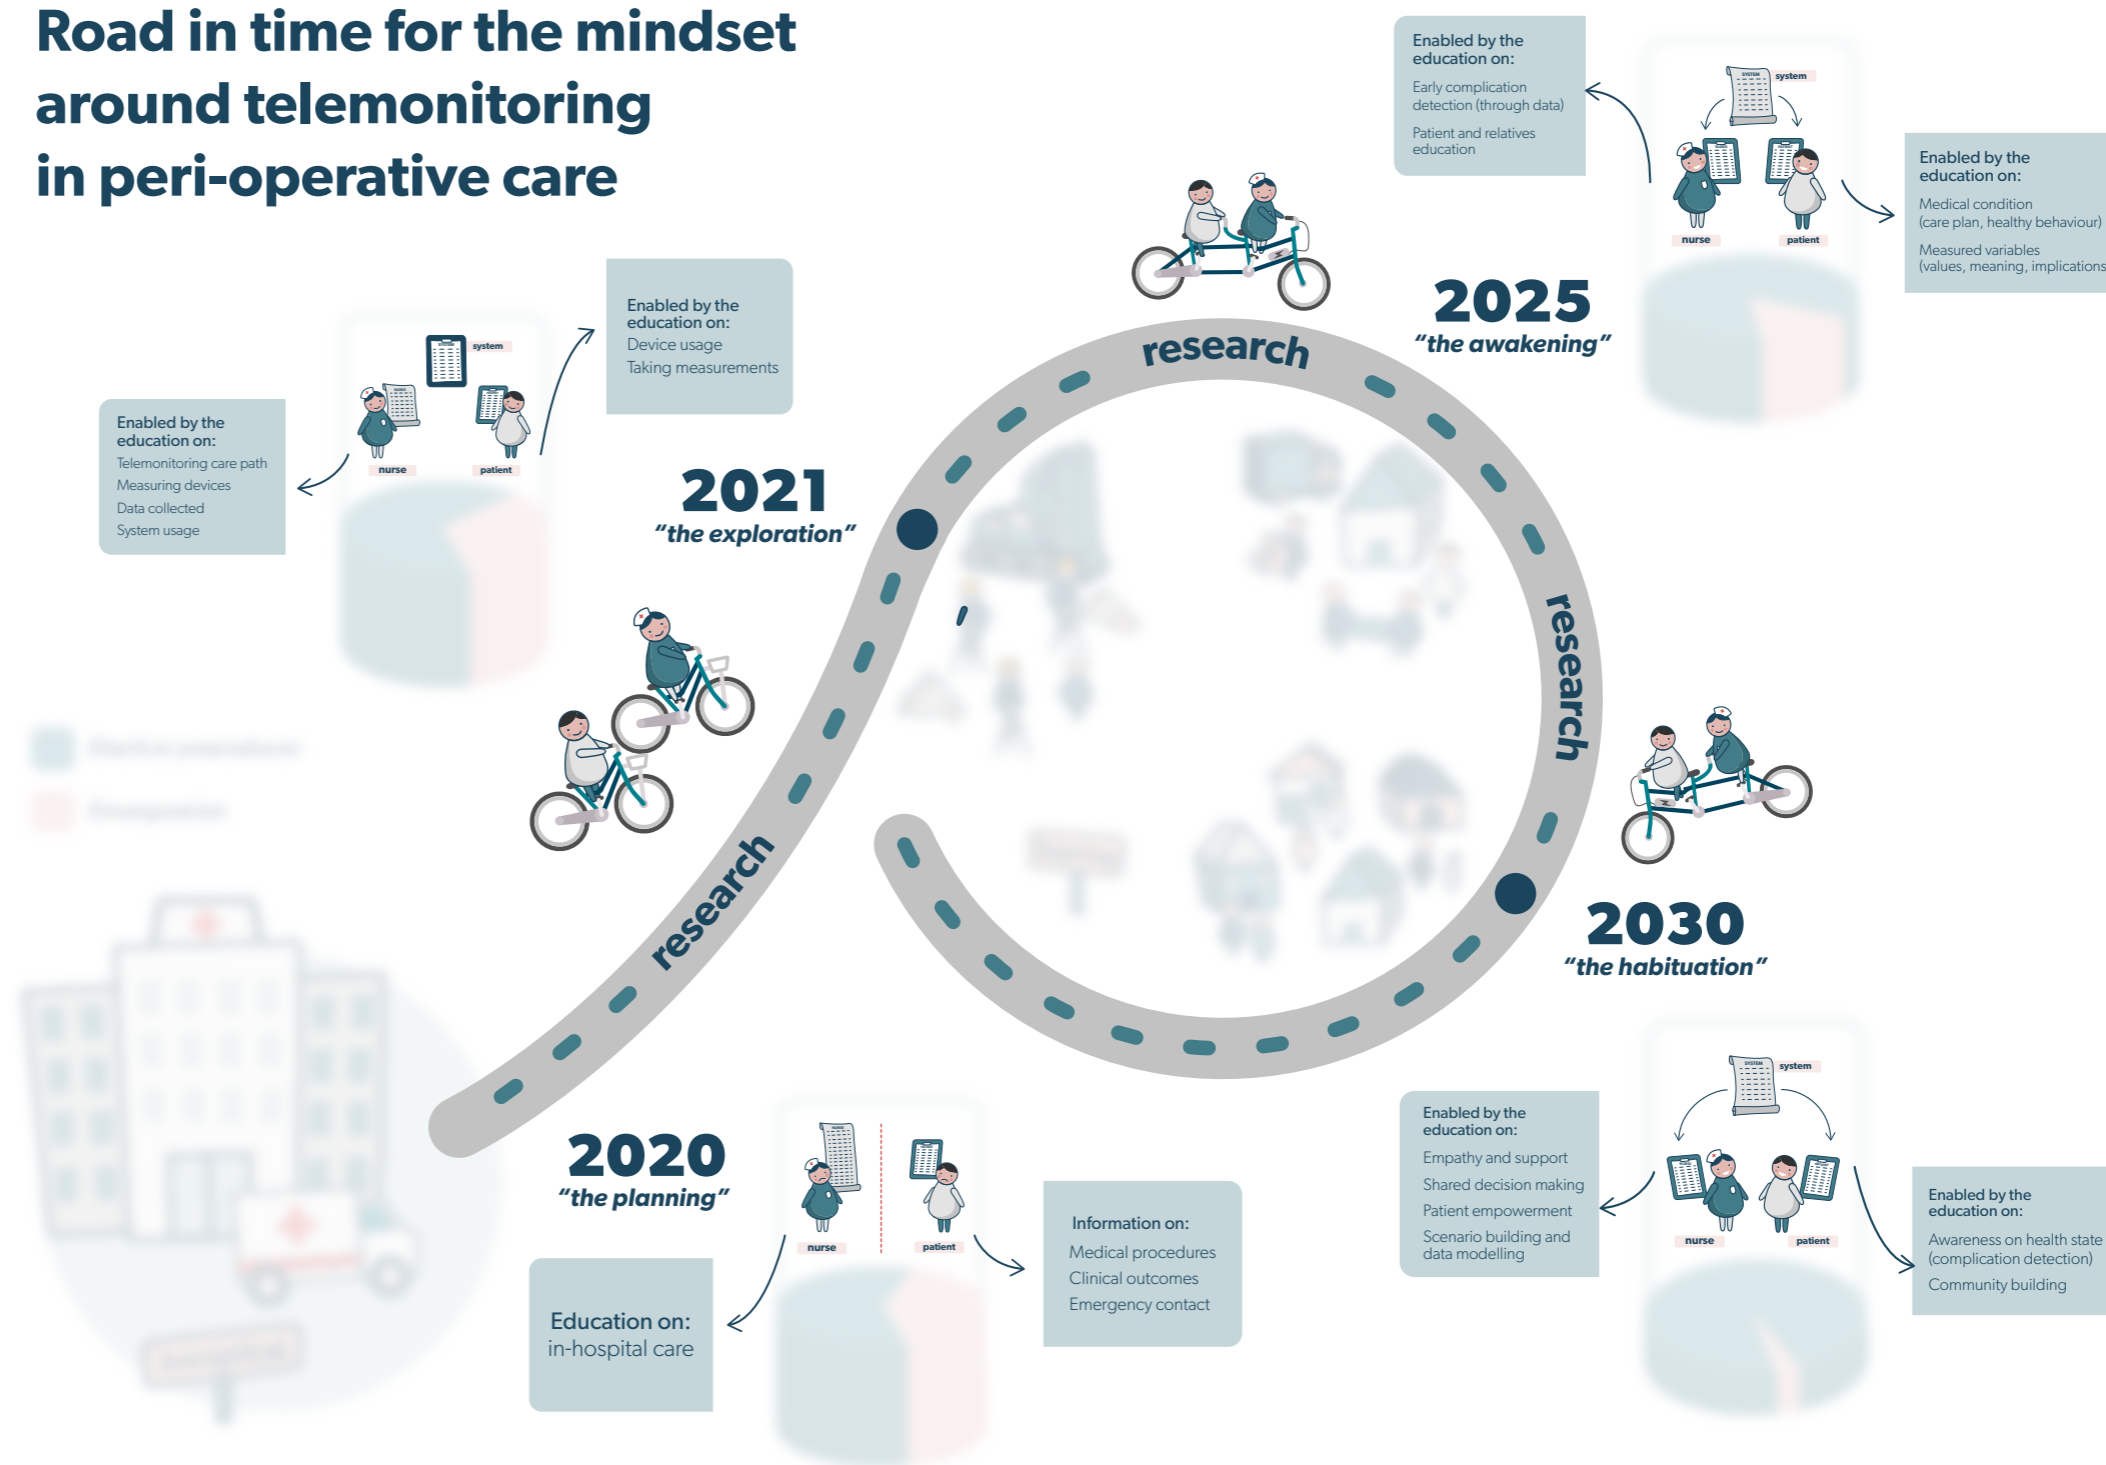 Road in time for the mindset
around telemonitoring
in peri-operative care
Enabled by the
education on:
Early complication
detection (through data)
Patient and relatives
education
SYSTEM
system
nurse
patient
Enabled by the
education on:
Medical condition
(care plan, healthy behaviour)
Measured variables
(values, meaning, implications
2025
"the awakening"
research
Enabled by the
education on:
Device usage
Taking measurements
system
nurse
patient
Enabled by the
education on:
Telemonitoring care path
Measuring devices
Data collected
System usage
2021
"the exploration"
research
research
2030
"the habituation"
2020
"the planning"
nurse
patient
Education on:
in-hospital care
Information on:
Medical procedures
Clinical outcomes
Emergency contact
Enabled by the
education on:
Empathy and support
Shared decision making
Patient empowerment
Scenario building and
data modelling
SYSTEM
system
nurse
patient
Enabled by the
education on:
Awareness on health state
(complication detection)
Community building